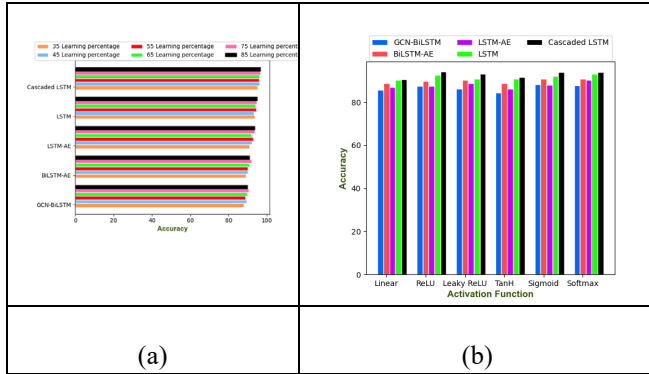 35 Learning percentage 55 Learning percentage 75 Learning percent
45 Learning percentage 65 Learning percentage 85 Learning percent
Cascaded LSTM
LSTM
LSTM-AE
BiLSTM-AE
GCN-BiLSTM
0 20 40 60 80 100
Accuracy
(a)
GCN-BiLSTM LSTM-AE Cascaded LSTM
BiLSTM-AE LSTM
Accuracy
80
60
40
20
0
Linear ReLU Leaky ReLU TanH Sigmoid Softmax
Activation Function
(b)